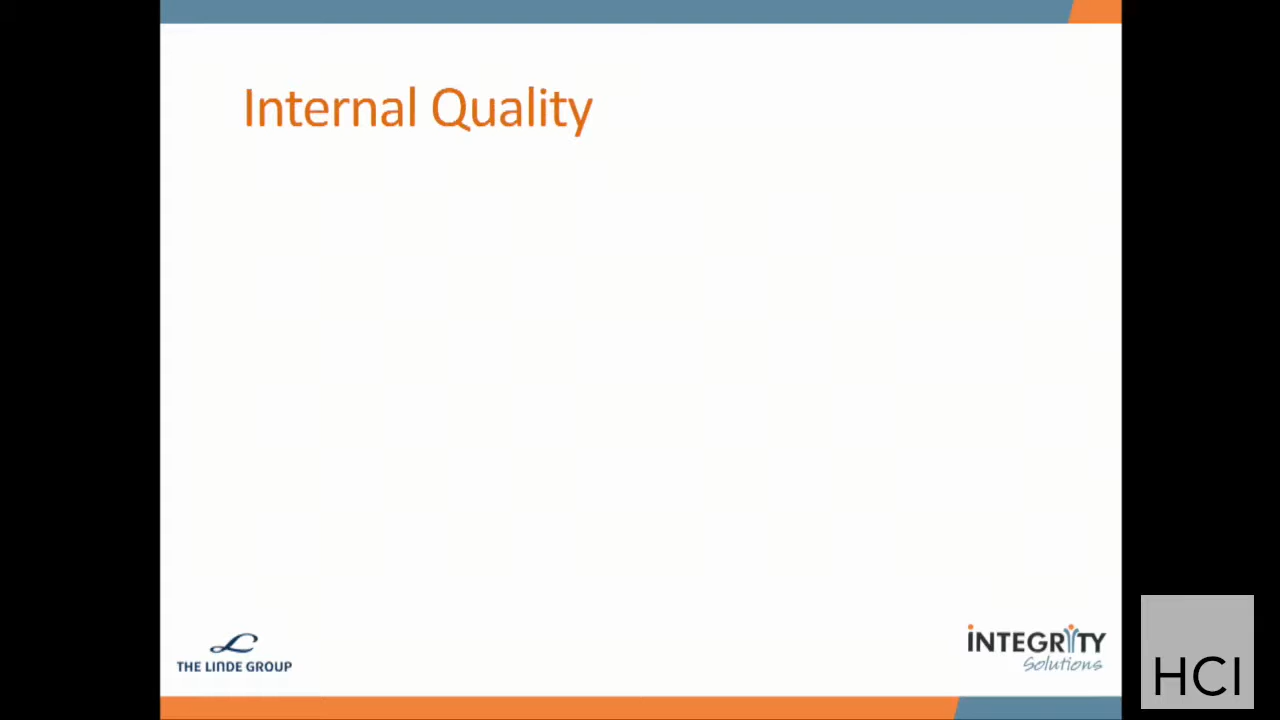 Internal Quality
THE LINDE GROUP
INTEGRITY
Solutions
HCI